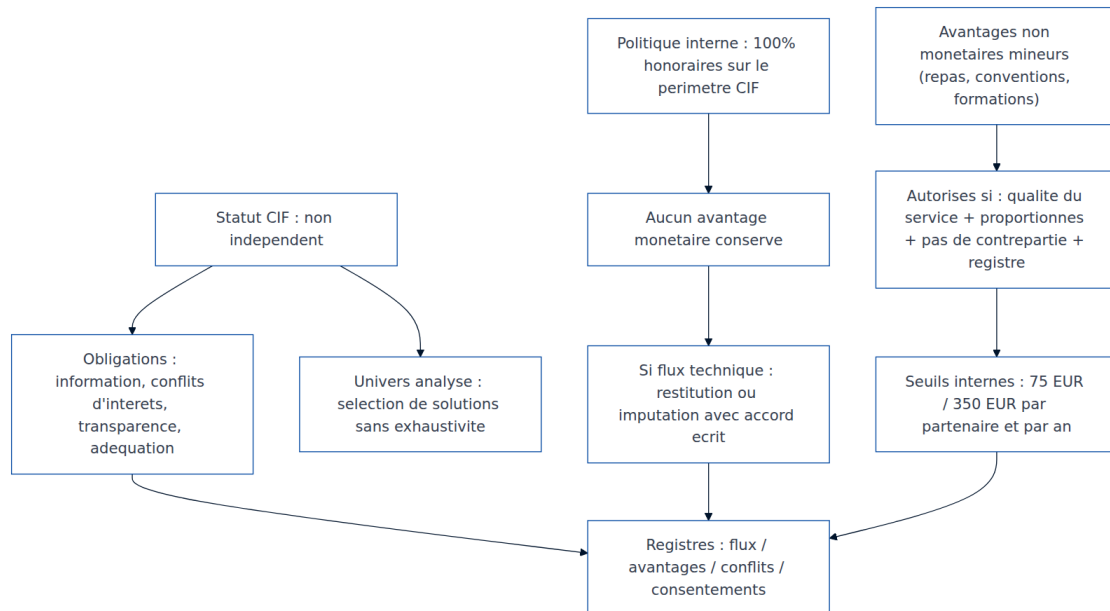 Politique interne : 100%
honoraires sur le
perimetre CIF
Avantages non
monetaires mineurs
(repas, conventions,
formations)
Statut CIF : non
independent
Aucun avantage
monetaire conserve
Autorises si : qualite du
service + proportionnes
+ pas de contrepartie +
registre
Obligations :
information, conflits
d'interets,
transparence,
adequation
Univers analyse :
selection de solutions
sans exhaustivite
Si flux technique :
restitution ou
imputation avec accord
ecrit
Seuils internes : 75 EUR
/ 350 EUR par
partenaire et par an
Registres : flux /
avantages / conflits /
consentements